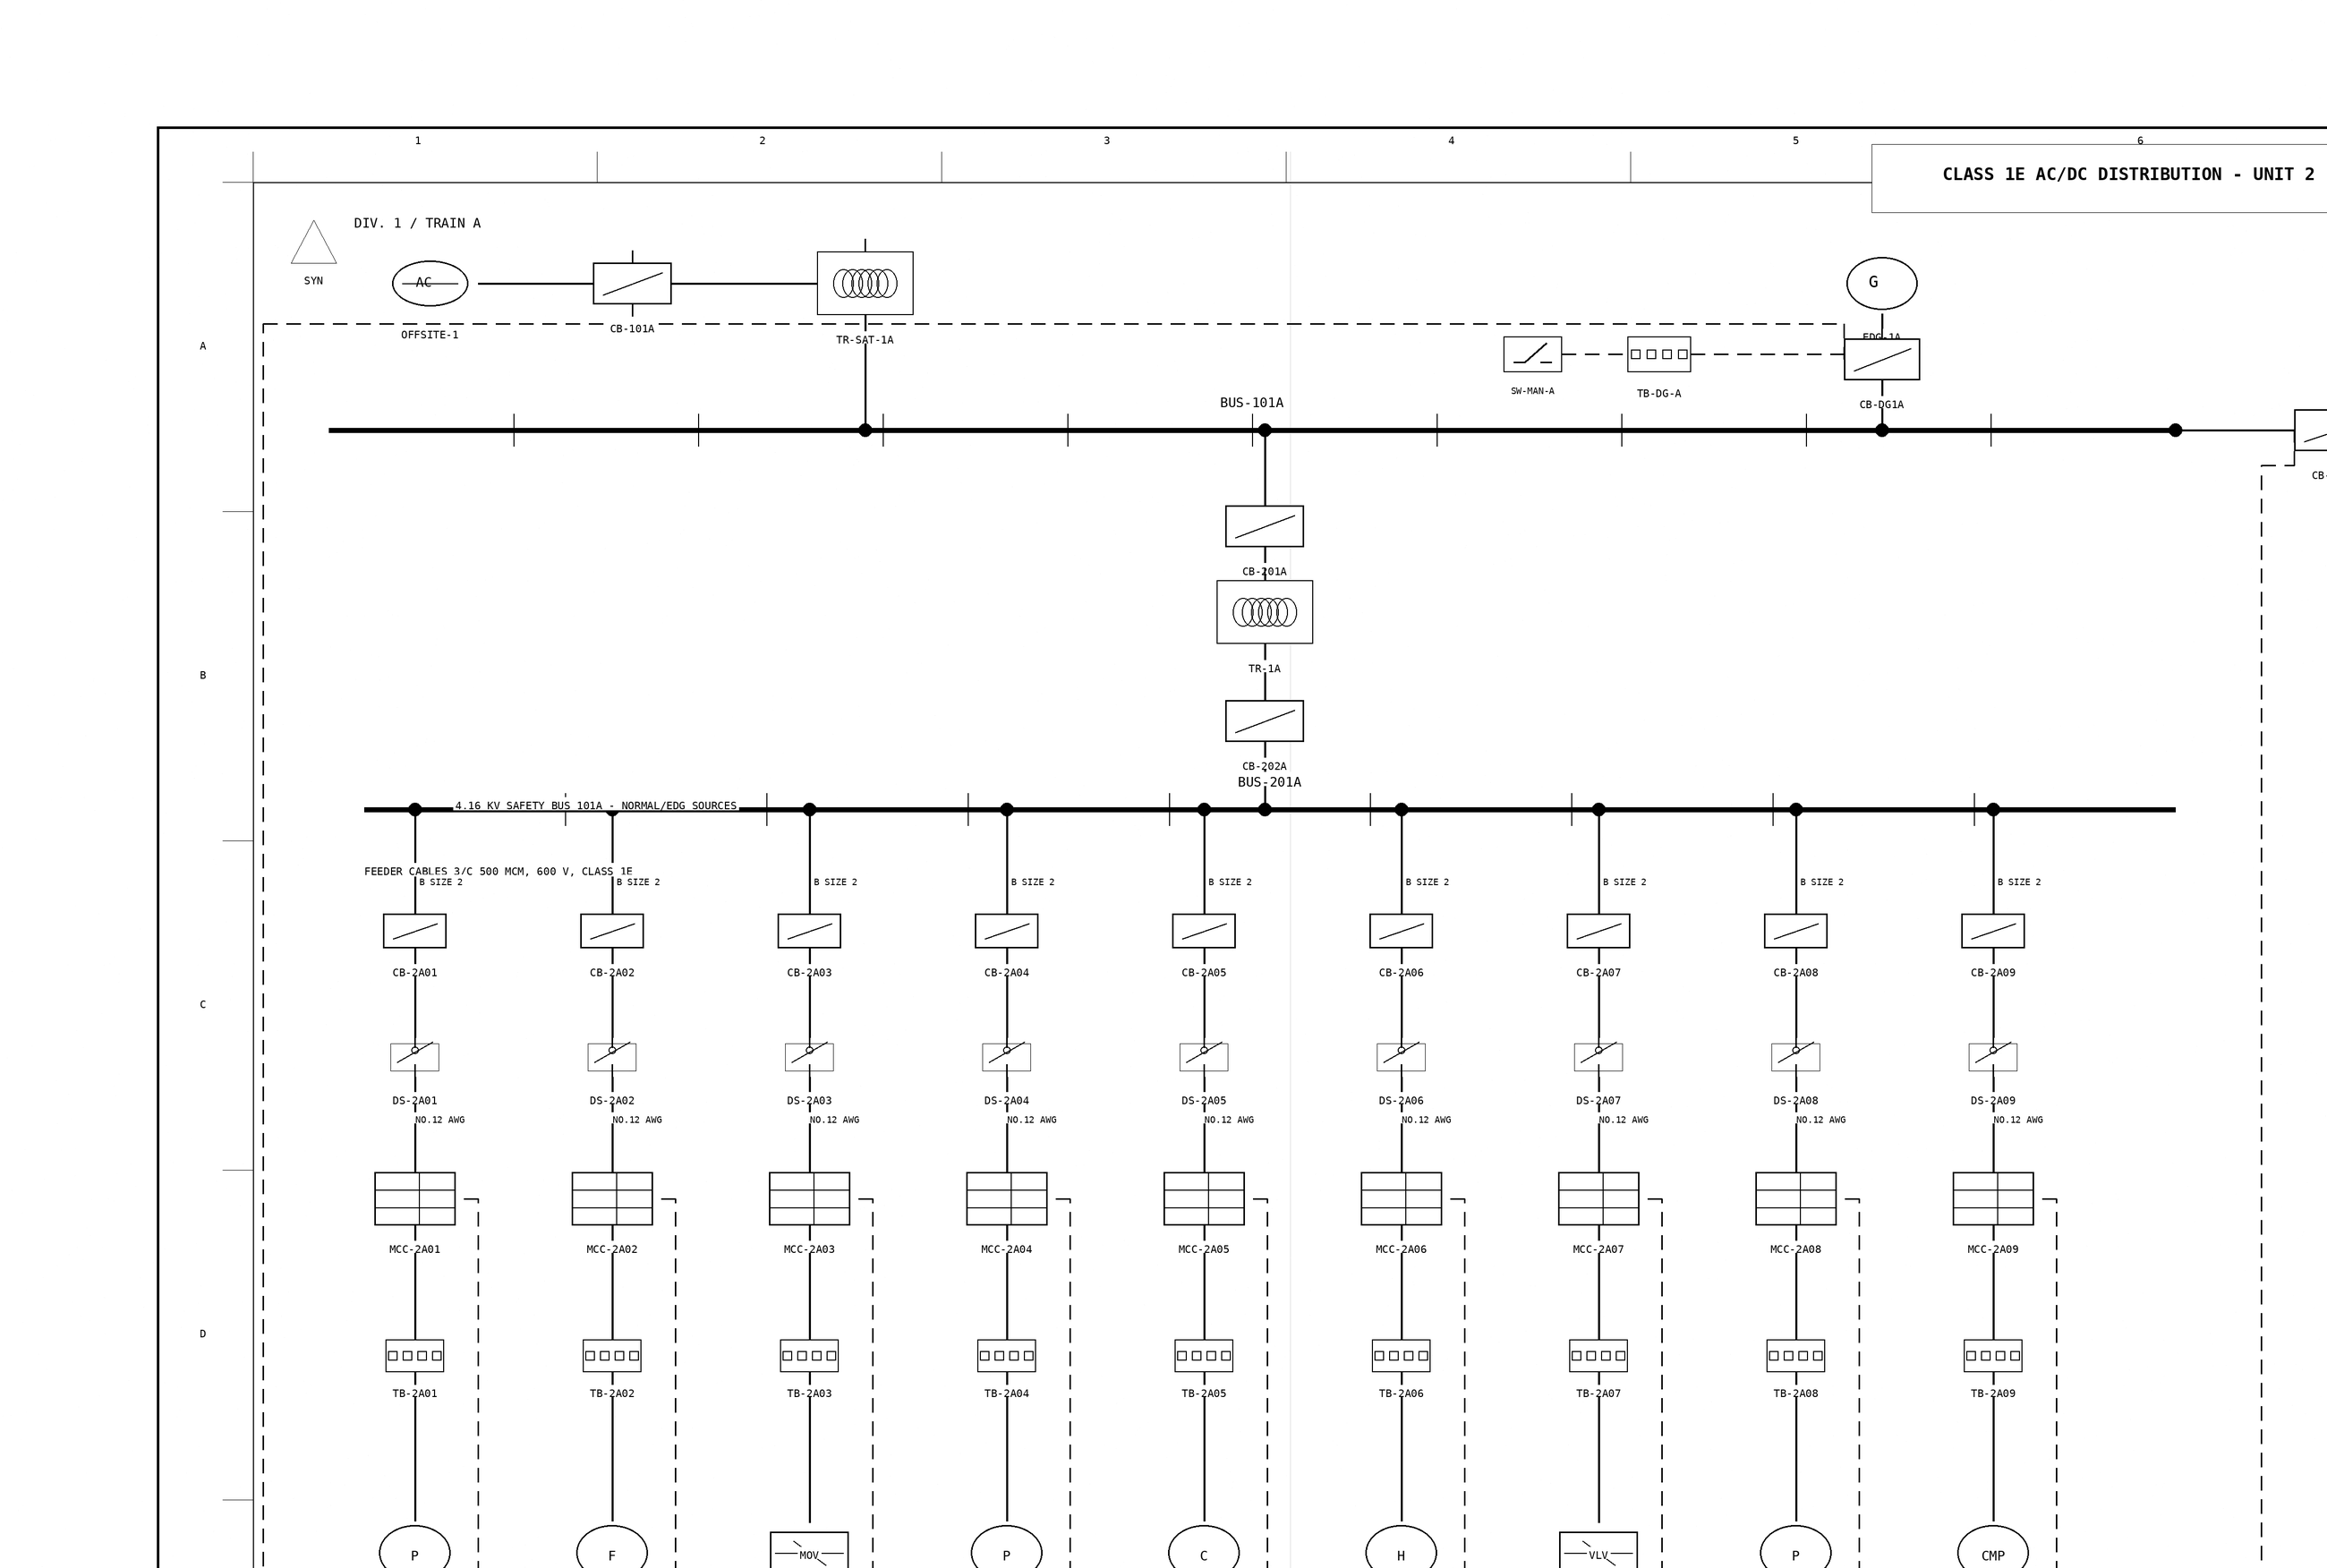 1 2 3 4 5 6
CLASS 1E AC/DC DISTRIBUTION - UNIT 2
DIV. 1 / TRAIN A
SYN
AC
G
OFFSITE-1
CB-101A
TR-SAT-1A
EDG-1A
A
SW-MAN-A
TB-DG-A
CB-DG1A
BUS-101A
CB-
CB-201A
B
TR-1A
CB-202A
BUS-201A
4.16 KV SAFETY BUS 101A - NORMAL/EDG SOURCES
FEEDER CABLES 3/C 500 MCM, 600 V, CLASS 1E
B SIZE 2 B SIZE 2 B SIZE 2 B SIZE 2 B SIZE 2 B SIZE 2 B SIZE 2 B SIZE 2 B SIZE 2
CB-2A01 CB-2A02 CB-2A03 CB-2A04 CB-2A05 CB-2A06 CB-2A07 CB-2A08 CB-2A09
C
DS-2A01 DS-2A02 DS-2A03 DS-2A04 DS-2A05 DS-2A06 DS-2A07 DS-2A08 DS-2A09
NO.12 AWG NO.12 AWG NO.12 AWG NO.12 AWG NO.12 AWG NO.12 AWG NO.12 AWG NO.12 AWG NO.12 AWG
MCC-2A01 MCC-2A02 MCC-2A03 MCC-2A04 MCC-2A05 MCC-2A06 MCC-2A07 MCC-2A08 MCC-2A09
D
TB-2A01 TB-2A02 TB-2A03 TB-2A04 TB-2A05 TB-2A06 TB-2A07 TB-2A08 TB-2A09
P F MOV P C H VLV P CMP